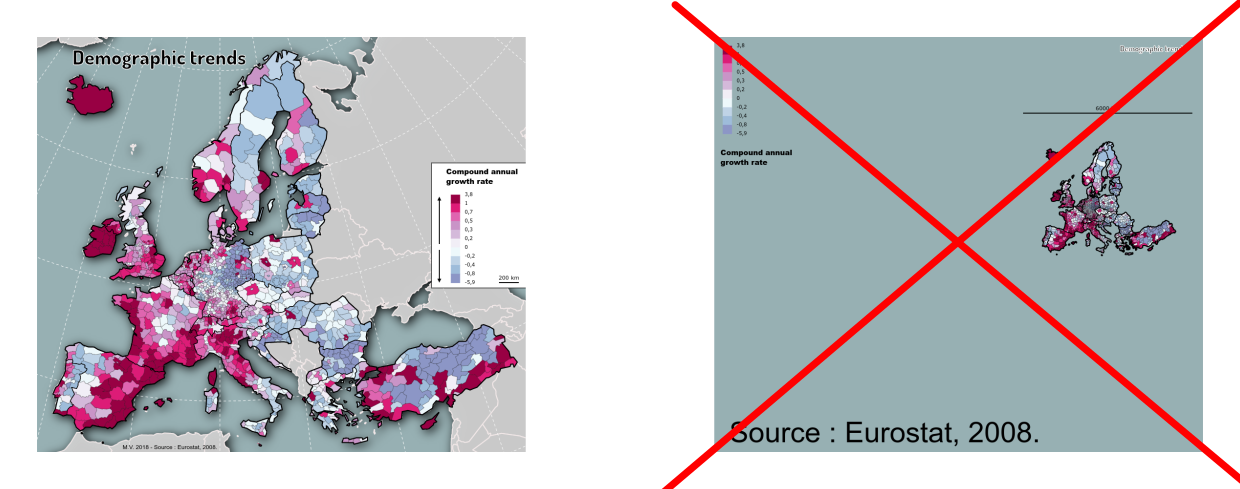 Demographic trends
Compound annual
growth rate
3,8
1
0,7
0,5
0,3
0,2
0
-0,2
-0,4
-0,8
-5,9
200 km
M.V. 2018 - Source : Eurostat, 2008.
3,8
0,5
0,3
0,2
0
-0,2
-0,4
-0,8
-5,9
Compound annual
growth rate
Demographic
6000
Source : Eurostat, 2008.